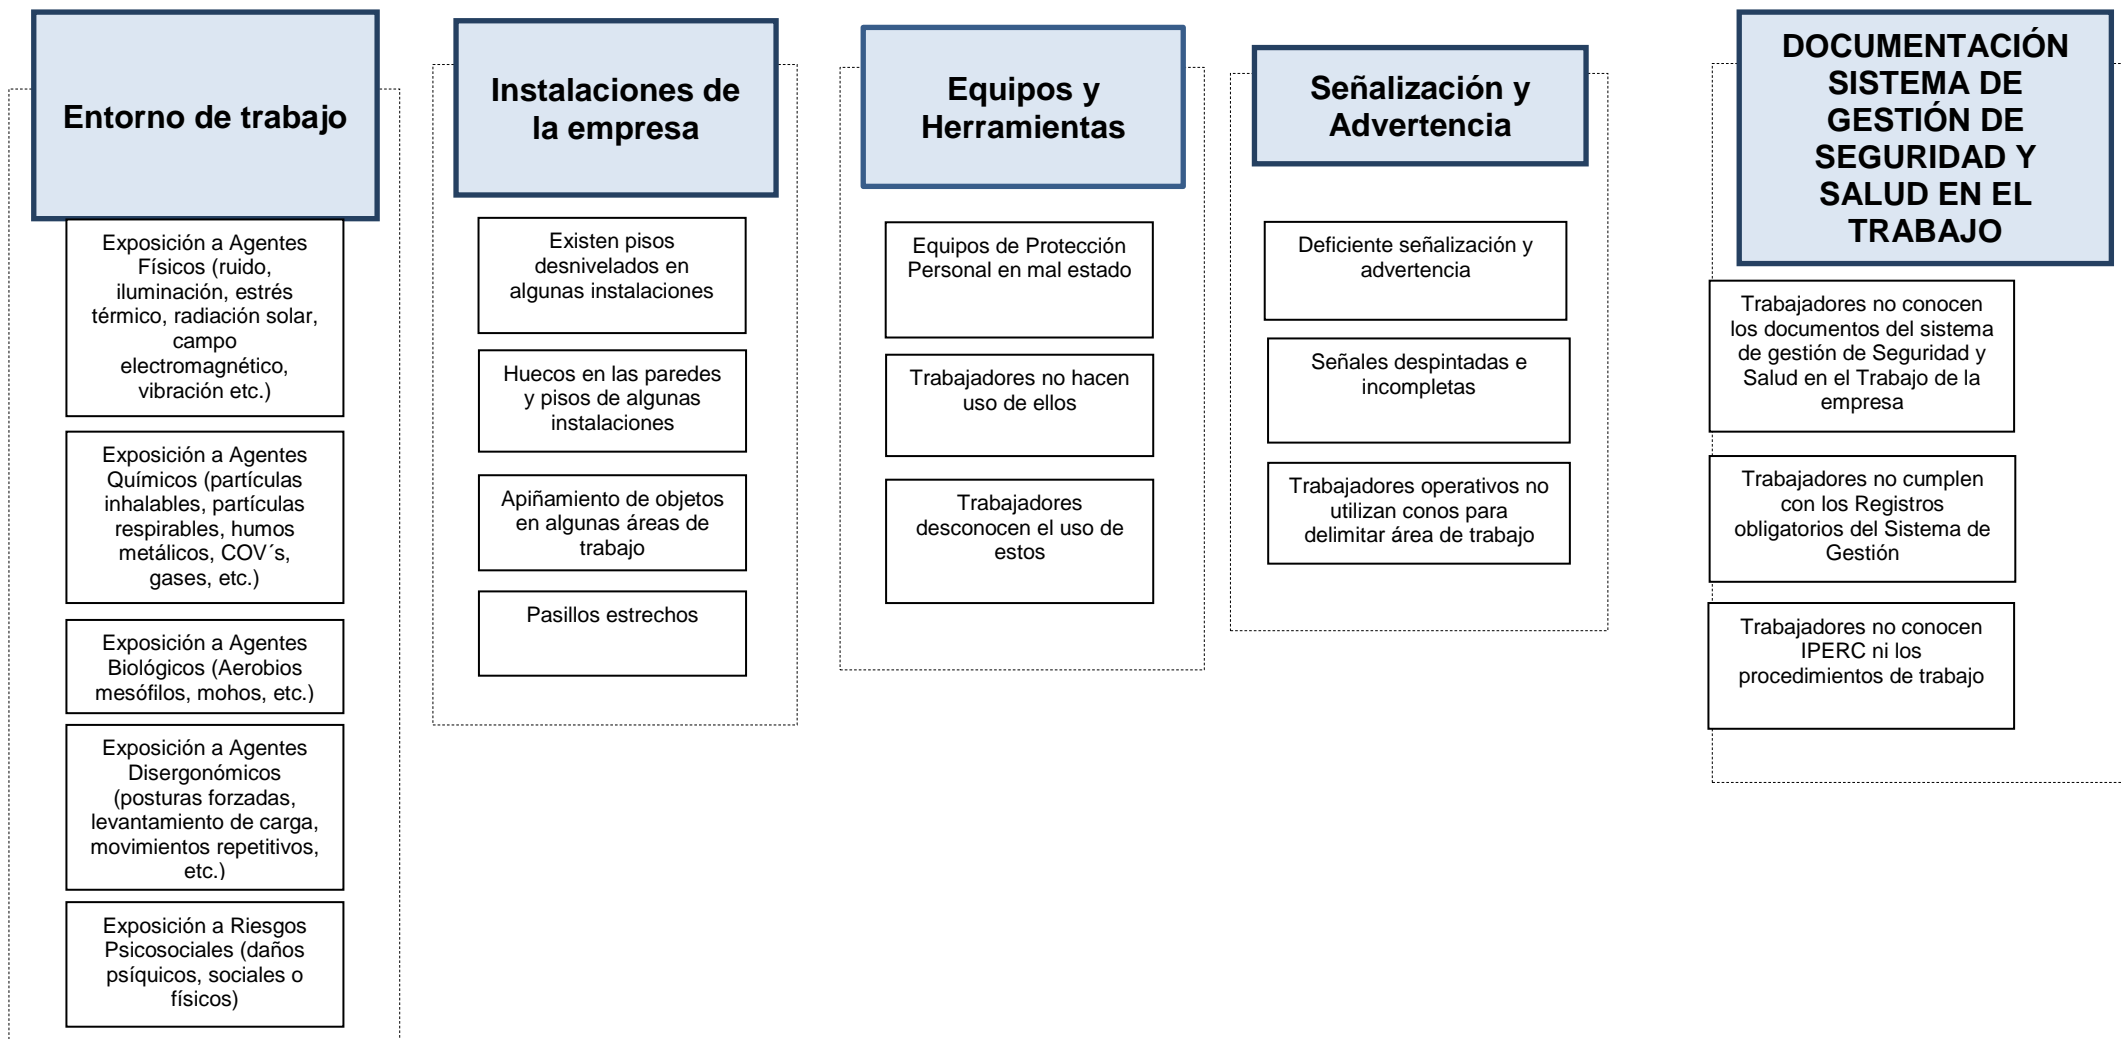 Entorno de trabajo
Exposición a Agentes
Físicos (ruido,
iluminación, estrés
térmico, radiación solar,
campo
electromagnético,
vibración etc.)
Exposición a Agentes
Químicos (partículas
inhalables, partículas
respirables, humos
metálicos, COV´s,
gases, etc.)
Exposición a Agentes
Biológicos (Aerobios
mesófilos, mohos, etc.)
Exposición a Agentes
Disergonómicos
(posturas forzadas,
levantamiento de carga,
movimientos repetitivos,
etc.)
Exposición a Riesgos
Psicosociales (daños
psíquicos, sociales o
físicos)
Instalaciones de
la empresa
Existen pisos
desnivelados en
algunas instalaciones
Huecos en las paredes
y pisos de algunas
instalaciones
Apiñamiento de objetos
en algunas áreas de
trabajo
Pasillos estrechos
Equipos y
Herramientas
Equipos de Protección
Personal en mal estado
Trabajadores no hacen
uso de ellos
Trabajadores
desconocen el uso de
estos
Señalización y
Advertencia
Deficiente señalización y
advertencia
Señales despintadas e
incompletas
Trabajadores operativos no
utilizan conos para
delimitar área de trabajo
DOCUMENTACIÓN
SISTEMA DE
GESTIÓN DE
SEGURIDAD Y
SALUD EN EL
TRABAJO
Trabajadores no conocen
los documentos del sistema
de gestión de Seguridad y
Salud en el Trabajo de la
empresa
Trabajadores no cumplen
con los Registros
obligatorios del Sistema de
Gestión
Trabajadores no conocen
IPERC ni los
procedimientos de trabajo